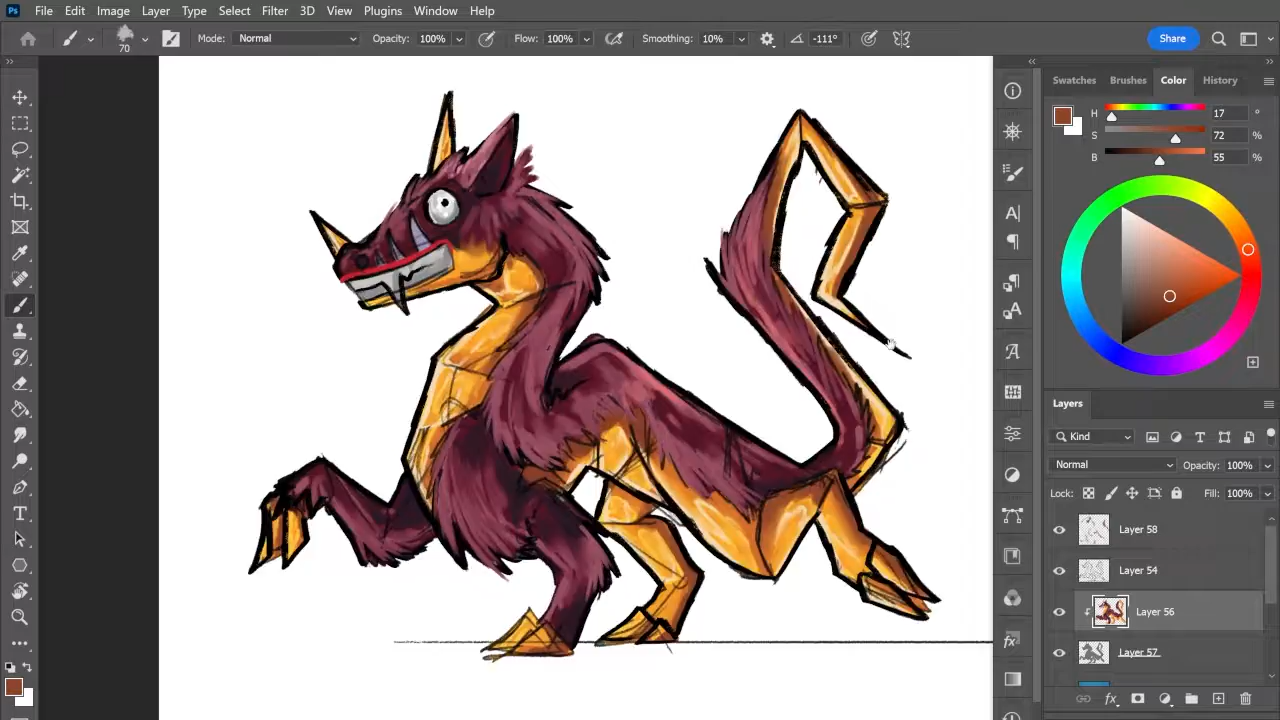 Ps File Edit Image Layer Type Select Filter 3D View Plugins Window Help
70 Mode: Normal Opacity: 100% Flow: 100% Smoothing: 10% -111° Share
Swatches Brushes Color History
H 17 °
S 72 %
B 55 %
Layers
Kind
Normal Opacity: 100%
Lock: Fill: 100%
Layer 58
Layer 54
Layer 56
Layer 57
fx